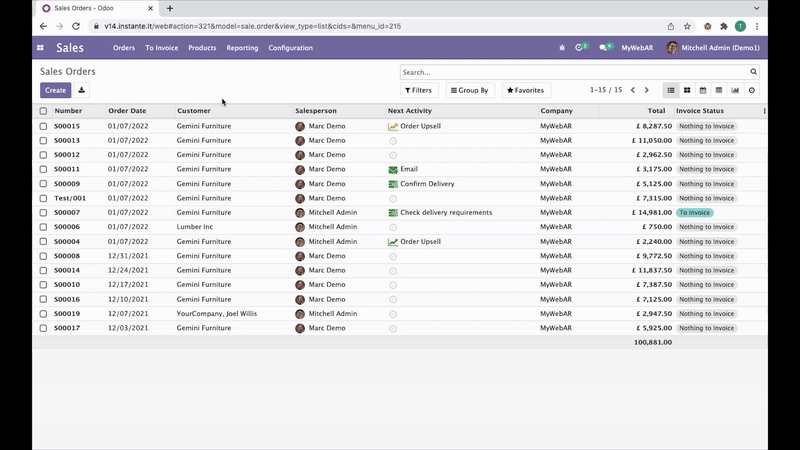 Sales Orders - Odoo
v14.instante.it/web#action=321&model=sale.order&view_type=list&cids=&menu_id=215
Sales Orders To Invoice Products Reporting Configuration MyWebAR Mitchell Admin (Demo1)
Sales Orders Search...
Create Filters Group By Favorites 1-15 / 15
Number Order Date Customer Salesperson Next Activity Company Total Invoice Status
S00015 01/07/2022 Gemini Furniture Marc Demo Order Upsell MyWebAR £ 8,287.50 Nothing to Invoice
S00013 01/07/2022 Gemini Furniture Marc Demo MyWebAR £ 11,050.00 Nothing to Invoice
S00012 01/07/2022 Gemini Furniture Marc Demo MyWebAR £ 2,962.50 Nothing to Invoice
S00011 01/07/2022 Gemini Furniture Marc Demo Email MyWebAR £ 3,175.00 Nothing to Invoice
S00009 01/07/2022 Gemini Furniture Marc Demo Confirm Delivery MyWebAR £ 5,125.00 Nothing to Invoice
Test/001 01/07/2022 Gemini Furniture Marc Demo MyWebAR £ 7,315.00 Nothing to Invoice
S00007 01/07/2022 Gemini Furniture Mitchell Admin Check delivery requirements MyWebAR £ 14,981.00 To Invoice
S00006 01/07/2022 Lumber Inc Mitchell Admin MyWebAR £ 750.00 Nothing to Invoice
S00004 01/07/2022 Gemini Furniture Mitchell Admin Order Upsell MyWebAR £ 2,240.00 Nothing to Invoice
S00008 12/31/2021 Gemini Furniture Marc Demo MyWebAR £ 9,772.50 Nothing to Invoice
S00014 12/24/2021 Gemini Furniture Marc Demo MyWebAR £ 11,837.50 Nothing to Invoice
S00010 12/17/2021 Gemini Furniture Marc Demo MyWebAR £ 7,387.50 Nothing to Invoice
S00016 12/10/2021 Gemini Furniture Marc Demo MyWebAR £ 7,125.00 Nothing to Invoice
S00019 12/07/2021 YourCompany, Joel Willis Mitchell Admin MyWebAR £ 2,947.50 Nothing to Invoice
S00017 12/03/2021 Gemini Furniture Marc Demo MyWebAR £ 5,925.00 Nothing to Invoice
100,881.00